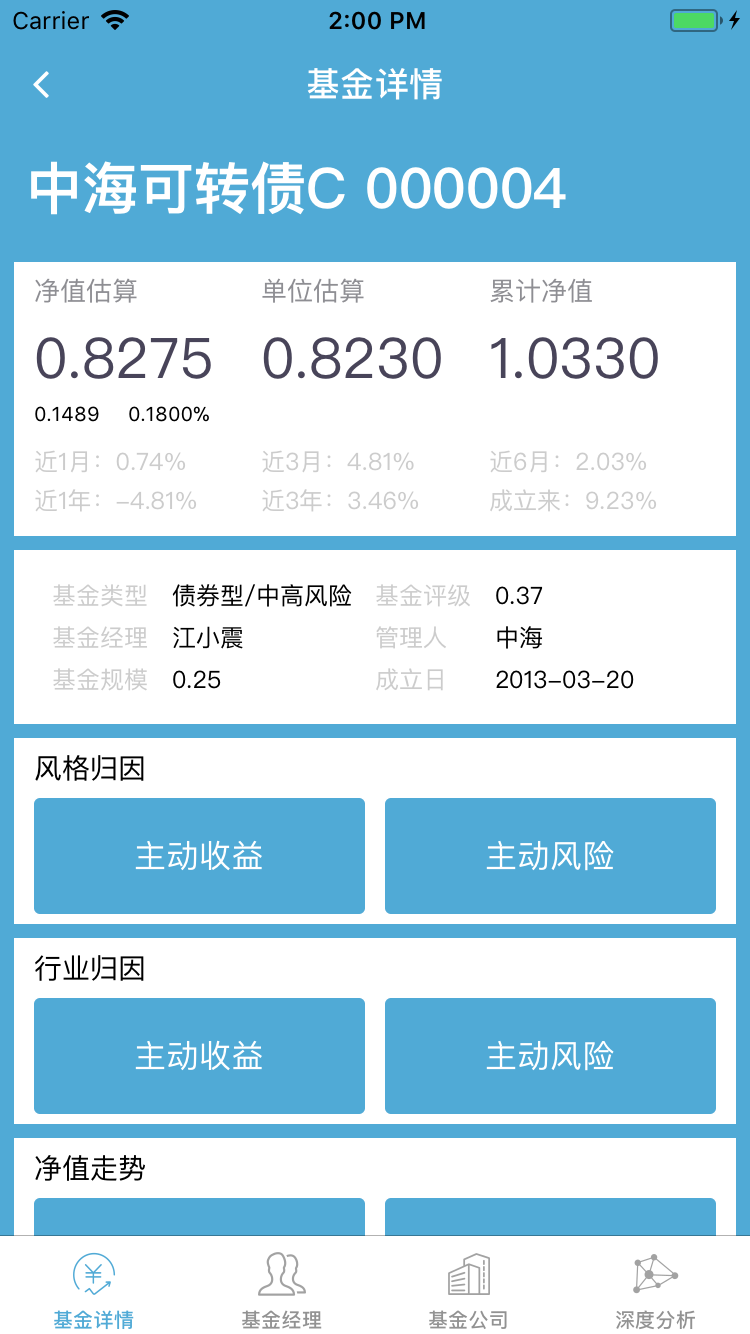 Carrier 2:00 PM
基金详情
中海可转债C 000004
净值估算 单位估算 累计净值
0.8275 0.8230 1.0330
0.1489 0.1800%
近1月：0.74% 近3月：4.81% 近6月：2.03%
近1年：-4.81% 近3年：3.46% 成立来：9.23%
基金类型 债券型/中高风险 基金评级 0.37
基金经理 江小震 管理人 中海
基金规模 0.25 成立日 2013-03-20
风格归因
主动收益 主动风险
行业归因
主动收益 主动风险
净值走势
基金详情 基金经理 基金公司 深度分析